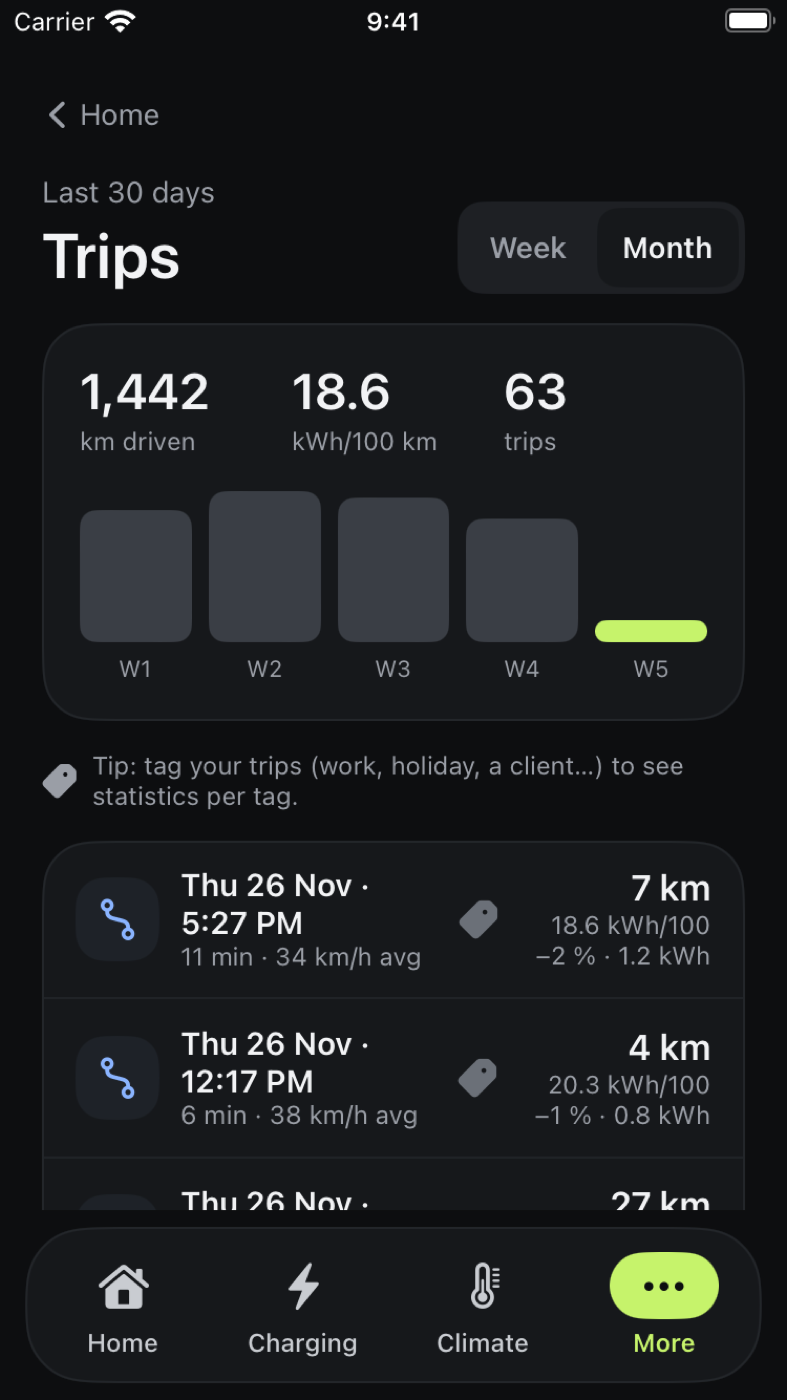 Carrier 9:41
Home
Last 30 days
Trips
Week Month
1,442 18.6 63
km driven kWh/100 km trips
W1 W2 W3 W4 W5
Tip: tag your trips (work, holiday, a client…) to see
statistics per tag.
Thu 26 Nov ·
5:27 PM
11 min · 34 km/h avg
7 km
18.6 kWh/100
−2 % · 1.2 kWh
Thu 26 Nov ·
12:17 PM
6 min · 38 km/h avg
4 km
20.3 kWh/100
−1 % · 0.8 kWh
Thu 26 Nov ·
27 km
Home Charging Climate More